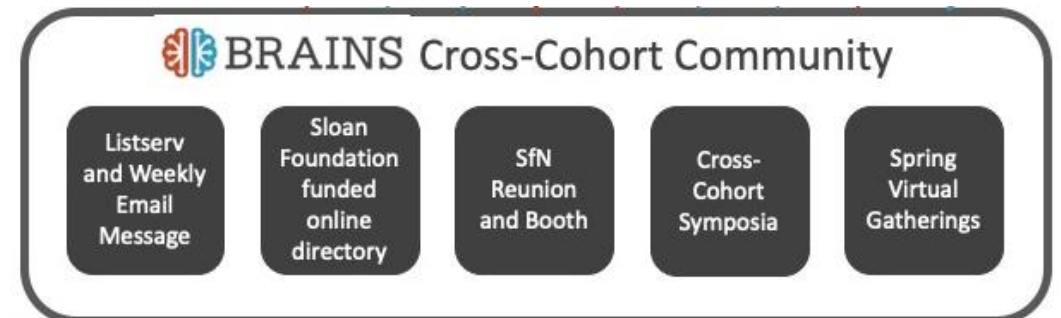 BRAINS Cross-Cohort Community
Listserv
and Weekly
Email
Message
Sloan
Foundation
funded
online
directory
SfN
Reunion
and Booth
Cross-
Cohort
Symposia
Spring
Virtual
Gatherings